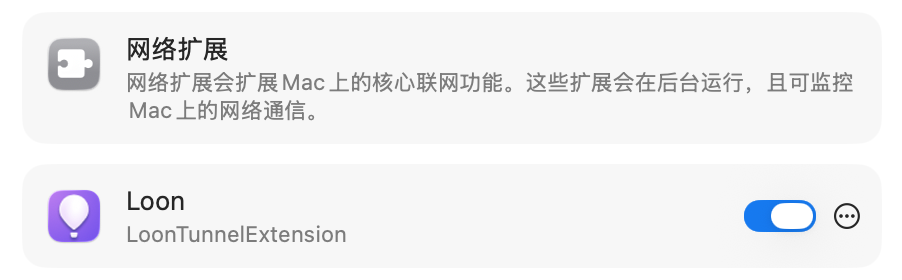 网络扩展
网络扩展会扩展 Mac 上的核心联网功能。这些扩展会在后台运行，且可监控
Mac 上的网络通信。
Loon
LoonTunnelExtension